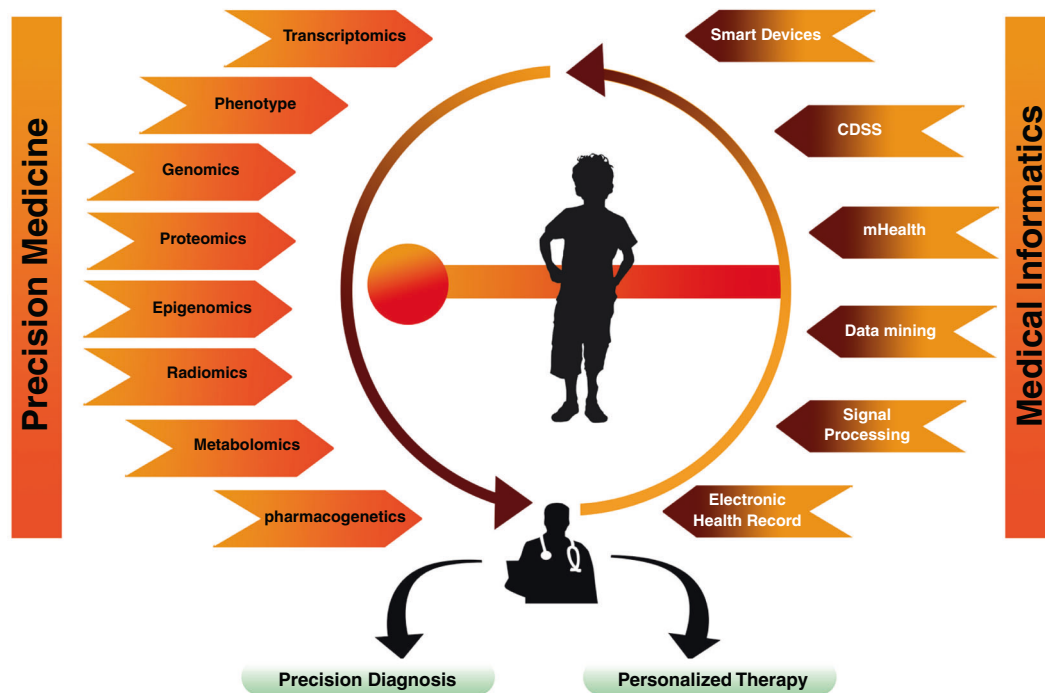 Precision Medicine
Transcriptomics
Phenotype
Genomics
Proteomics
Epigenomics
Radiomics
Metabolomics
pharmacogenetics
Smart Devices
CDSS
mHealth
Data mining
Signal
Processing
Electronic
Health Record
Medical Informatics
Precision Diagnosis
Personalized Therapy